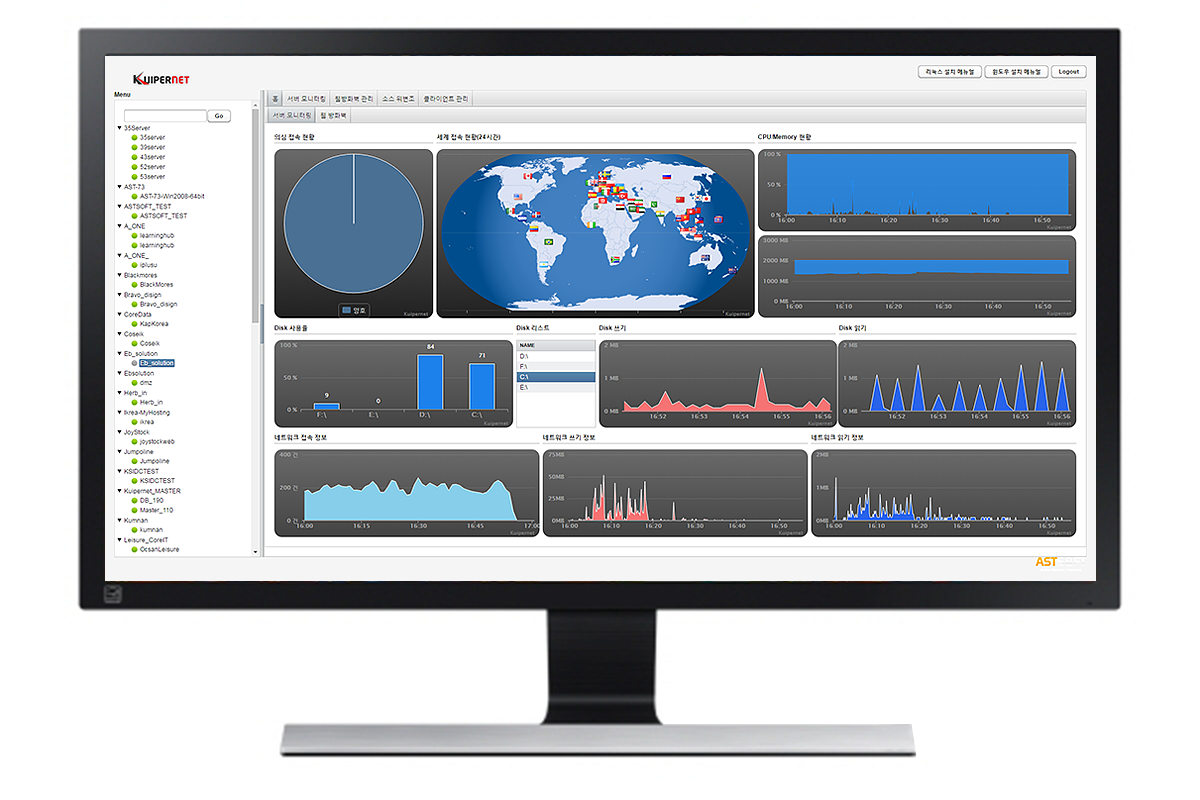 KUIPERNET
리눅스 설치 메뉴얼
윈도우 설치 메뉴얼
Logout
Menu
Go
35Server
35server
39server
43server
52server
53server
AST-73
AST-73-Win2008-64bit
ASTSOFT_TEST
ASTSOFT_TEST
A_ONE
learninghub
learninghub
A_ONE_
iplusu
Blackmores
BlackMores
Bravo_disign
Bravo_disign
CoreData
KapKorea
Coseik
Coseik
Eb_solution
Eb_solution
Ebsolution
dmz
Herb_in
Herb_in
Ikrea-MyHosting
ikrea
JoyStock
joystockweb
Jumpoline
Jumpoline
KSIDCTEST
KSIDCTEST
Kuipernet_MASTER
DB_190
Master_110
Kumnan
kumnan
Leisure_CoreIT
OcsanLeisure
홈 서버 모니터링 웹방화벽 관리 소스 위변조 클라이언트 관리
서버 모니터링 웹 방화벽
의심 접속 현황
양호
Kuipernet
세계 접속 현황(24시간)
Kuipernet
CPU/Memory 현황
100 %
50 %
0 %
16:00 16:10 16:20 16:30 16:40 16:50
Kuipernet
3000 MB
2000 MB
1000 MB
0 MB
16:00 16:10 16:20 16:30 16:40 16:50
Kuipernet
Disk 사용율
100 %
50 %
0 %
9 0 84 71
F:\ E:\ D:\ C:\
Kuipernet
Disk 리스트
NAME
D:\
F:\
C:\
E:\
Disk 쓰기
2 MB
1 MB
0 MB
16:52 16:53 16:54 16:55 16:56
Kuipernet
Disk 읽기
2 MB
1 MB
0 MB
16:52 16:53 16:54 16:55 16:56
Kuipernet
네트워크 접속 정보
400 건
200 건
0 건
16:00 16:15 16:30 16:45 17:00
Kuipernet
네트워크 쓰기 정보
75MB
50MB
25MB
0MB
16:00 16:10 16:20 16:30 16:40 16:50
Kuipernet
네트워크 읽기 정보
2MB
1MB
0MB
16:00 16:10 16:20 16:30 16:40 16:50
Kuipernet
AST